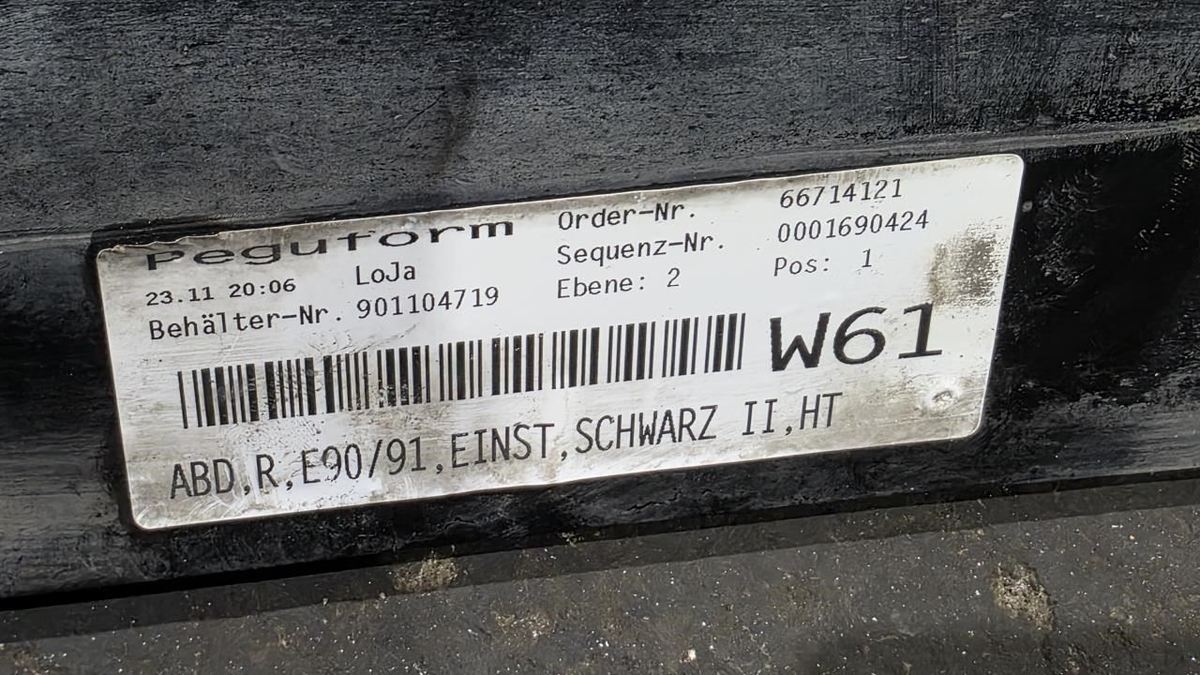 Peguform
Order-Nr. 66714121
23.11 20:06 LoJa
Sequenz-Nr. 0001690424
Behälter-Nr. 901104719
Ebene: 2 Pos: 1
W61
ABD,R,E90/91,EINST,SCHWARZ II,HT